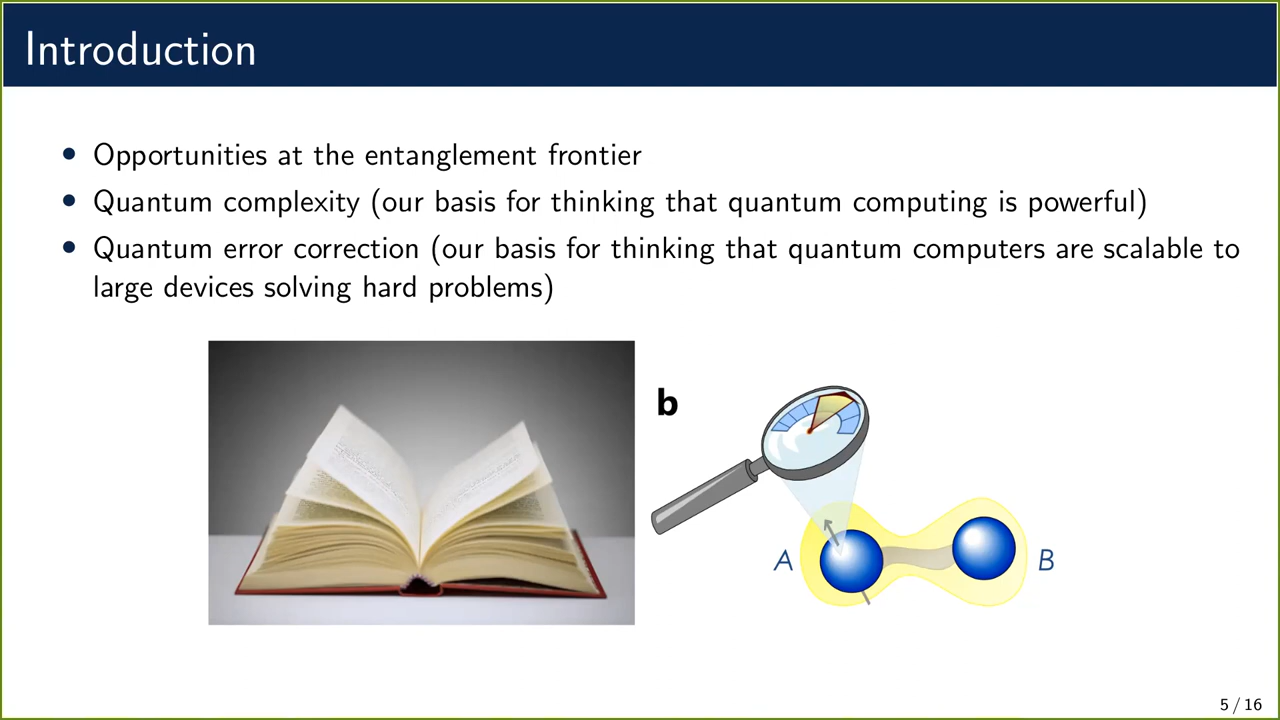 Introduction
• Opportunities at the entanglement frontier
• Quantum complexity (our basis for thinking that quantum computing is powerful)
• Quantum error correction (our basis for thinking that quantum computers are scalable to
large devices solving hard problems)
b
A
B
5 / 16